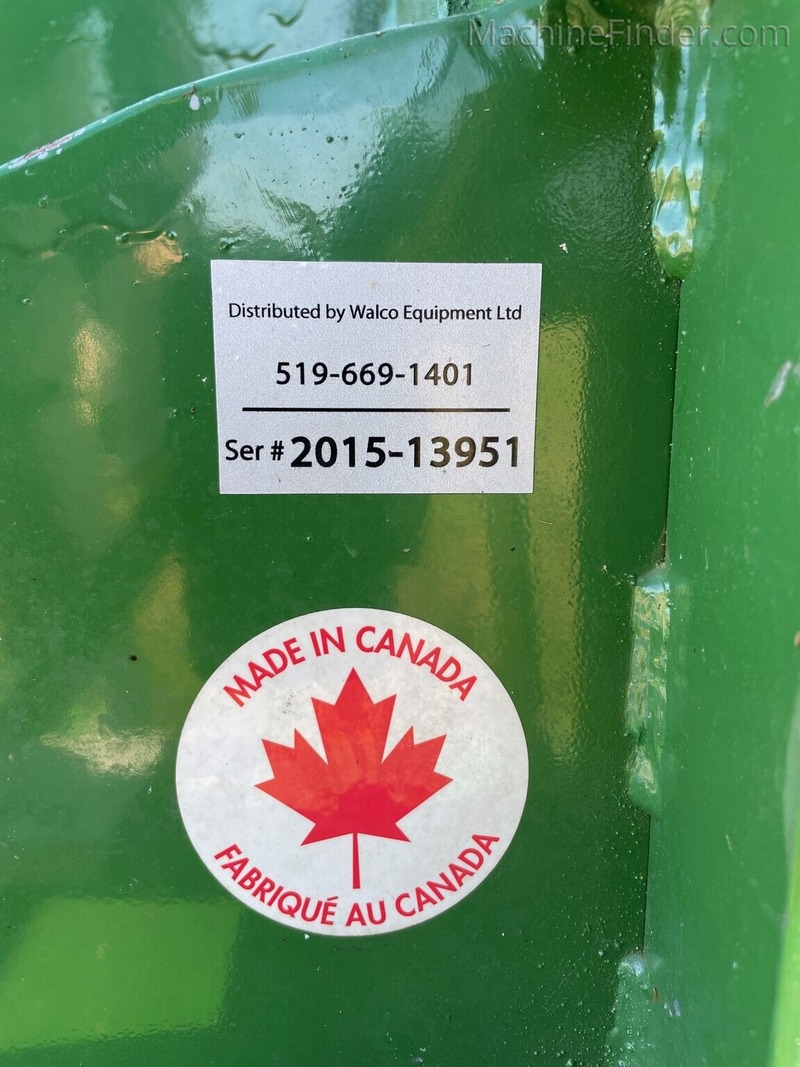 MachineFinder.com
Distributed by Walco Equipment Ltd
519-669-1401
Ser # 2015-13951
MADE IN CANADA
FABRIQUÉ AU CANADA